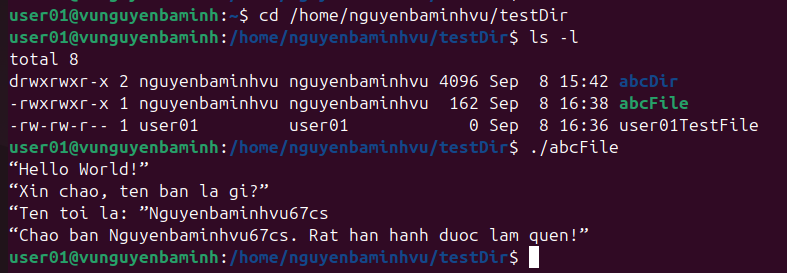 user01@vunguyenbaminh:~$ cd /home/nguyenbaminhvu/testDir
user01@vunguyenbaminh:/home/nguyenbaminhvu/testDir$ ls -l
total 8
drwxrwxr-x 2 nguyenbaminhvu nguyenbaminhvu 4096 Sep  8 15:42 abcDir
-rwxrwxr-x 1 nguyenbaminhvu nguyenbaminhvu  162 Sep  8 16:38 abcFile
-rw-rw-r-- 1 user01         user01            0 Sep  8 16:36 user01TestFile
user01@vunguyenbaminh:/home/nguyenbaminhvu/testDir$ ./abcFile
“Hello World!”
“Xin chao, ten ban la gi?”
“Ten toi la: ”Nguyenbaminhvu67cs
“Chao ban Nguyenbaminhvu67cs. Rat han hanh duoc lam quen!”
user01@vunguyenbaminh:/home/nguyenbaminhvu/testDir$